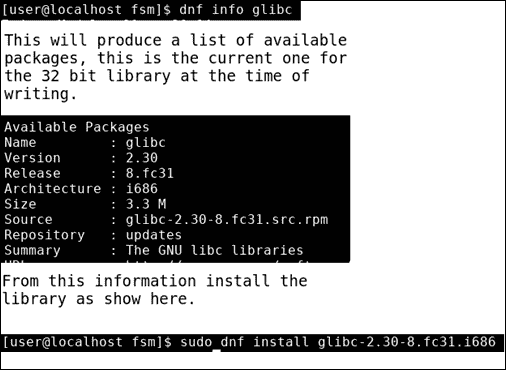 [user@localhost fsm]$ dnf info glibc
This will produce a list of available
packages, this is the current one for
the 32 bit library at the time of
writing.
Available Packages
Name : glibc
Version : 2.30
Release : 8.fc31
Architecture : i686
Size : 3.3 M
Source : glibc-2.30-8.fc31.src.rpm
Repository : updates
Summary : The GNU libc libraries
From this information install the
library as show here.
[user@localhost fsm]$ sudo dnf install glibc-2.30-8.fc31.i686